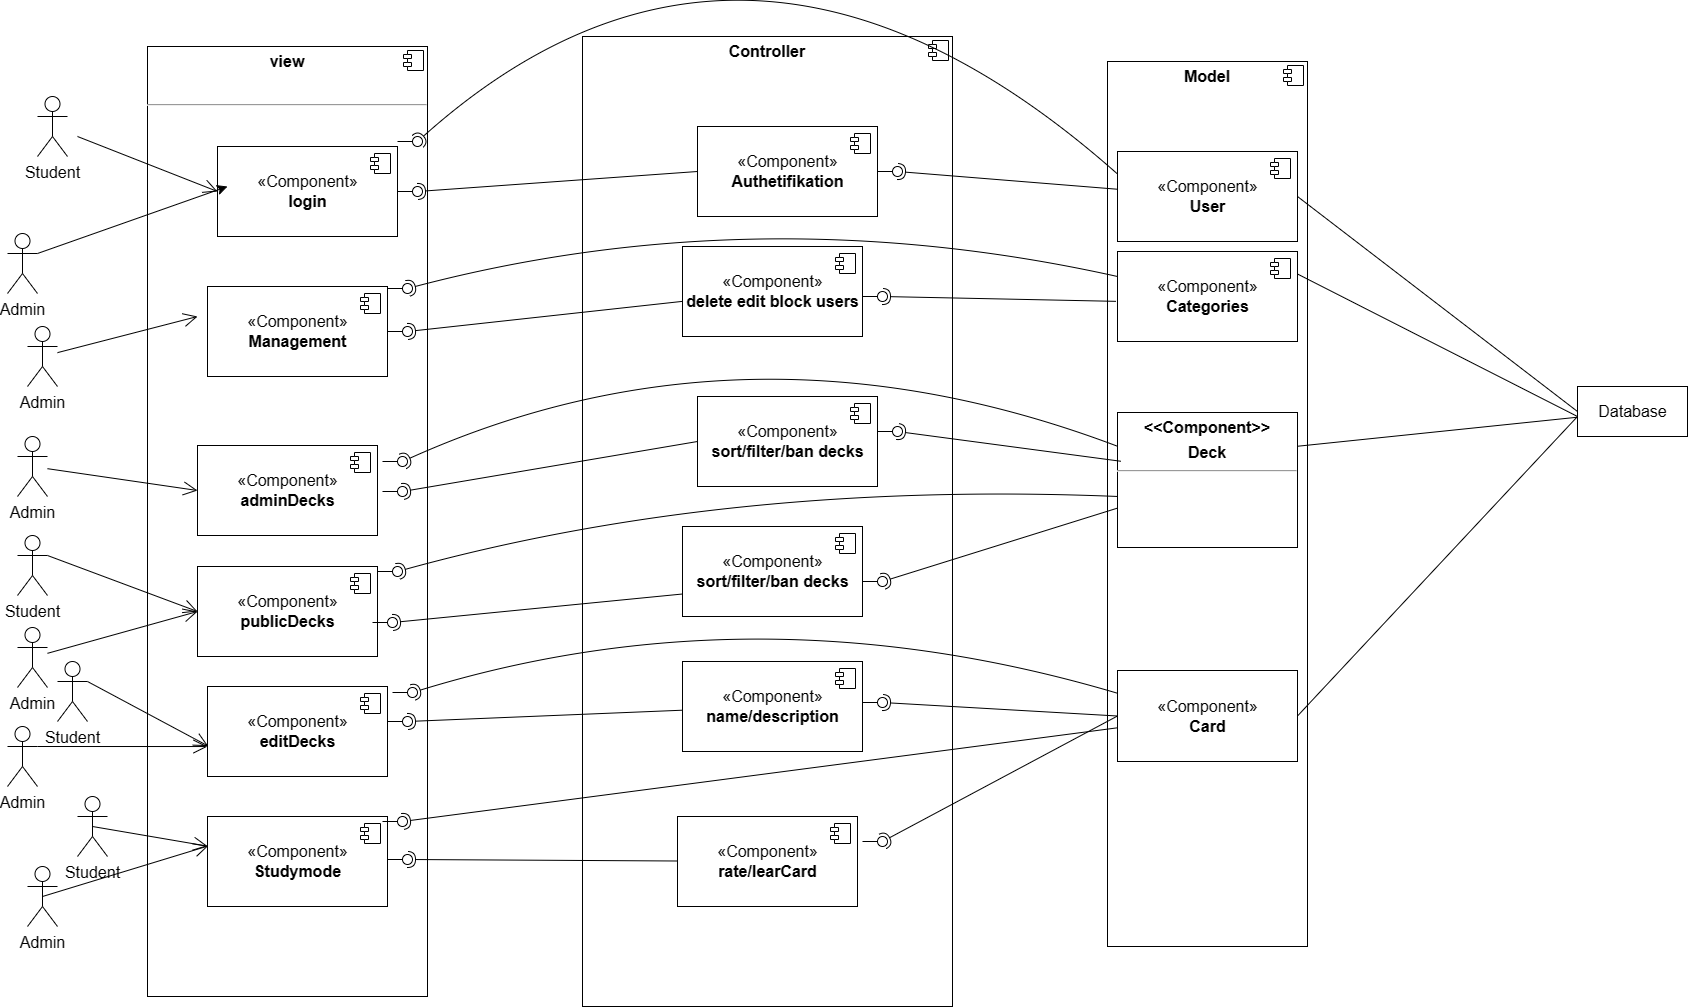 view
Controller
Model
Student
Admin
Admin
Admin
Student
Admin
Student
Admin
Student
Admin
«Component»
login
«Component»
Management
«Component»
adminDecks
«Component»
publicDecks
«Component»
editDecks
«Component»
Studymode
«Component»
Authetifikation
«Component»
delete edit block users
«Component»
sort/filter/ban decks
«Component»
sort/filter/ban decks
«Component»
name/description
«Component»
rate/learCard
«Component»
User
«Component»
Categories
<<Component>>
Deck
«Component»
Card
Database